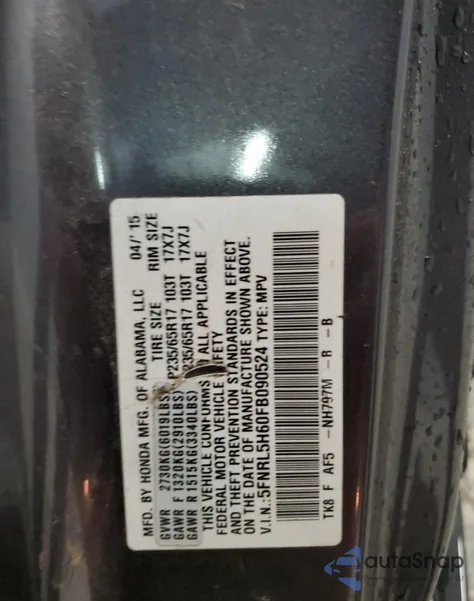 MFD. BY HONDA MFG. OF ALABAMA, LLC 04/'15
TIRE SIZE RIM SIZE
GVWR 2730KG(6019LBS)
GAWR F 1320KG(2910LBS) P235/65R17 103T 17X7J
GAWR R 1515KG(3340LBS) P235/65R17 103T 17X7J
THIS VEHICLE CONFORMS ALL APPLICABLE
FEDERAL MOTOR VEHICLE SAFETY
AND THEFT PREVENTION STANDARDS IN EFFECT
ON THE DATE OF MANUFACTURE SHOWN ABOVE.
V.I.N.:5FNRL5H60FB090524 TYPE: MPV
TK8 F AF5 -NH797M -R -B
autoSnap